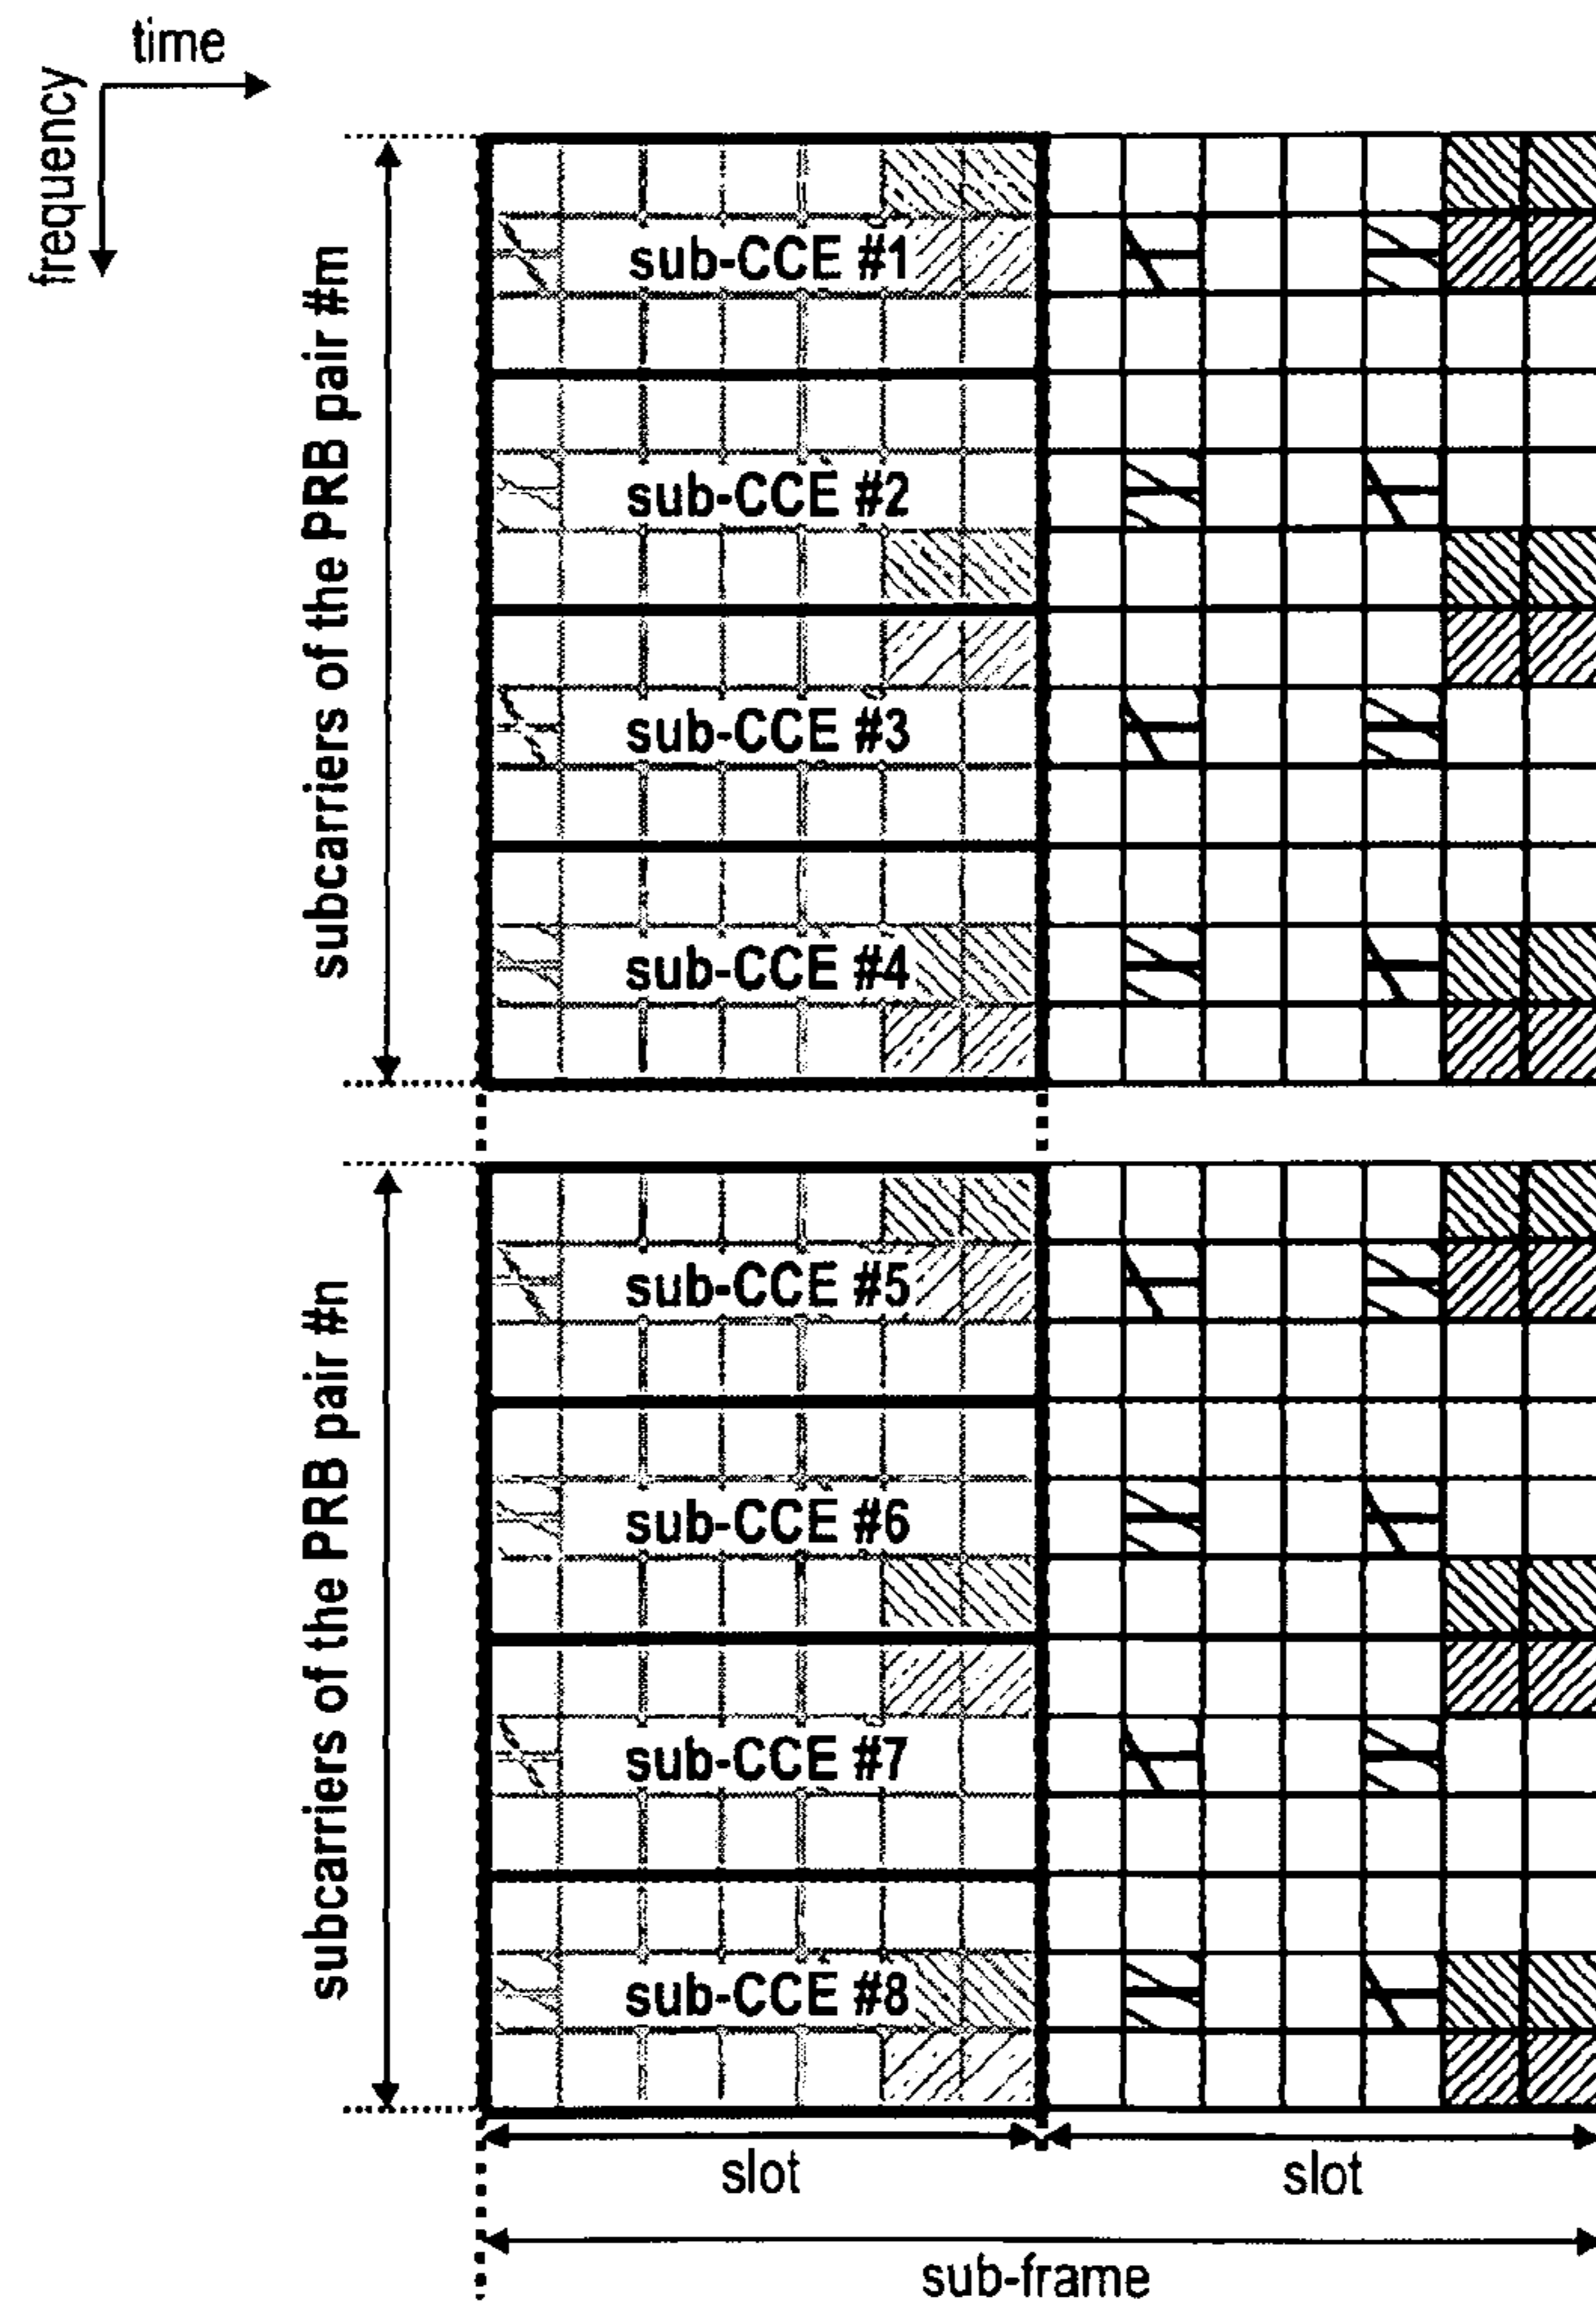 time
frequency
subcarriers of the PRB pair #m
sub-CCE #1
sub-CCE #2
sub-CCE #3
sub-CCE #4
subcarriers of the PRB pair #n
sub-CCE #5
sub-CCE #6
sub-CCE #7
sub-CCE #8
slot
slot
sub-frame